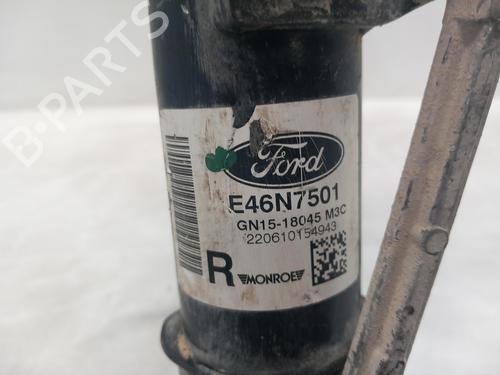 Ford
E46N7501
GN15-18045 M3C
220610154943
R MONROE
B-PARTS